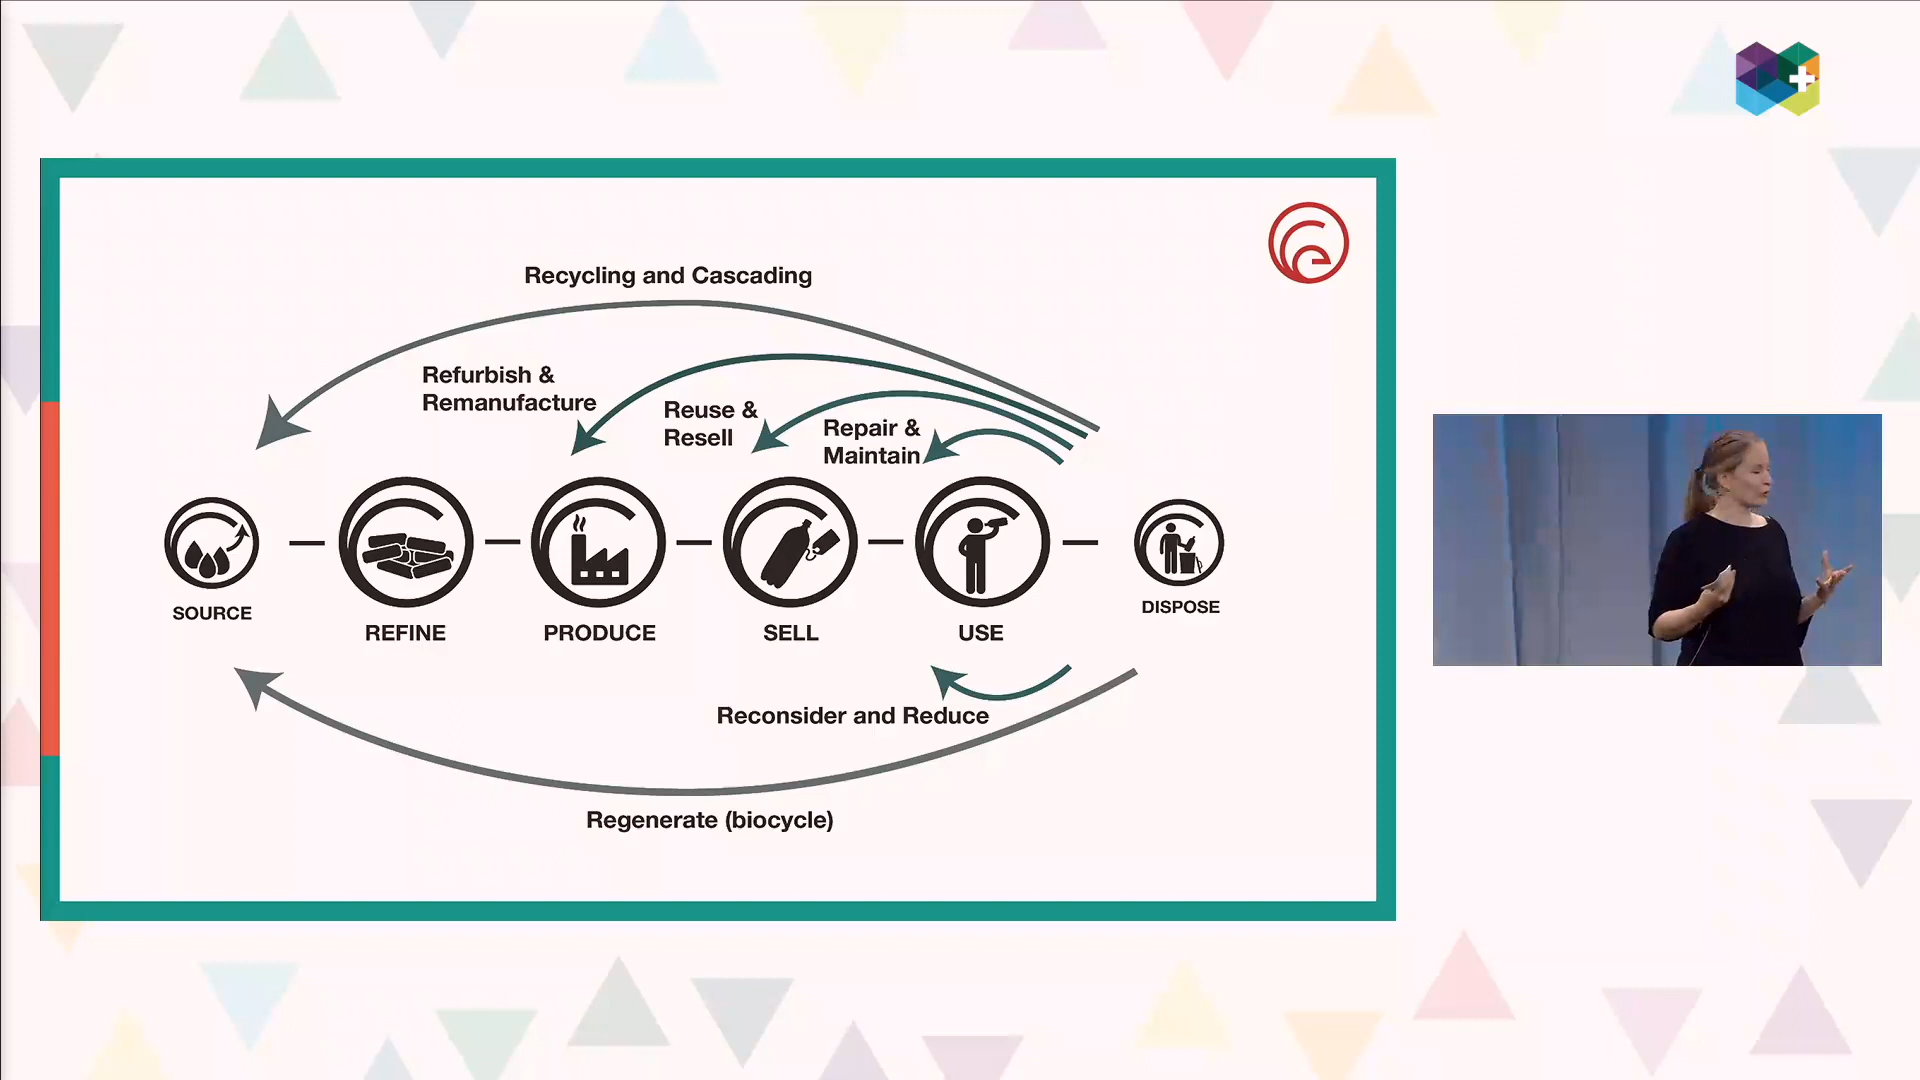 Recycling and Cascading
Refurbish &
Remanufacture
Reuse &
Resell
Repair &
Maintain
SOURCE
REFINE
PRODUCE
SELL
USE
DISPOSE
Reconsider and Reduce
Regenerate (biocycle)